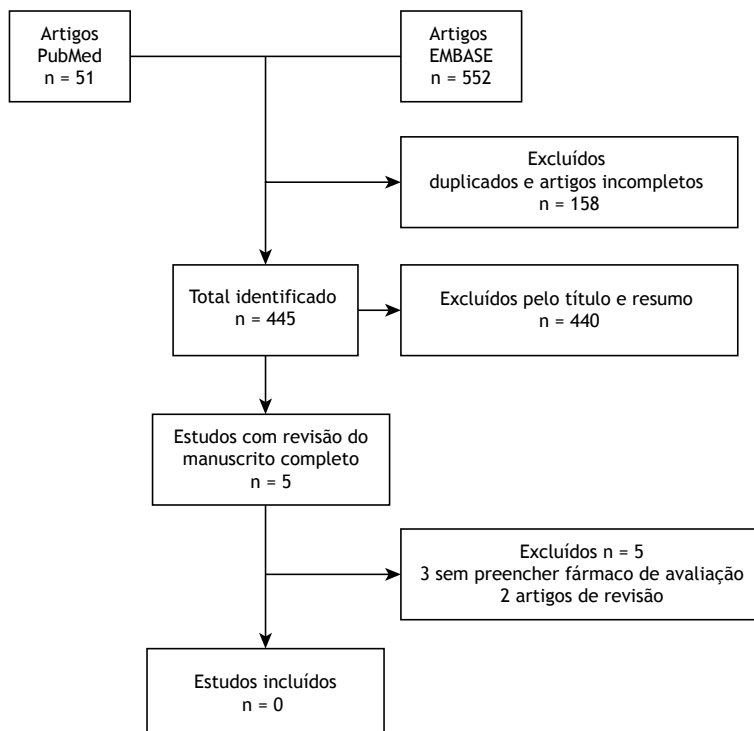 Artigos
PubMed
n = 51
Artigos
EMBASE
n = 552
Excluídos
duplicados e artigos incompletos
n = 158
Total identificado
n = 445
Excluídos pelo título e resumo
n = 440
Estudos com revisão do
manuscrito completo
n = 5
Excluídos n = 5
3 sem preencher fármaco de avaliação
2 artigos de revisão
Estudos incluídos
n = 0